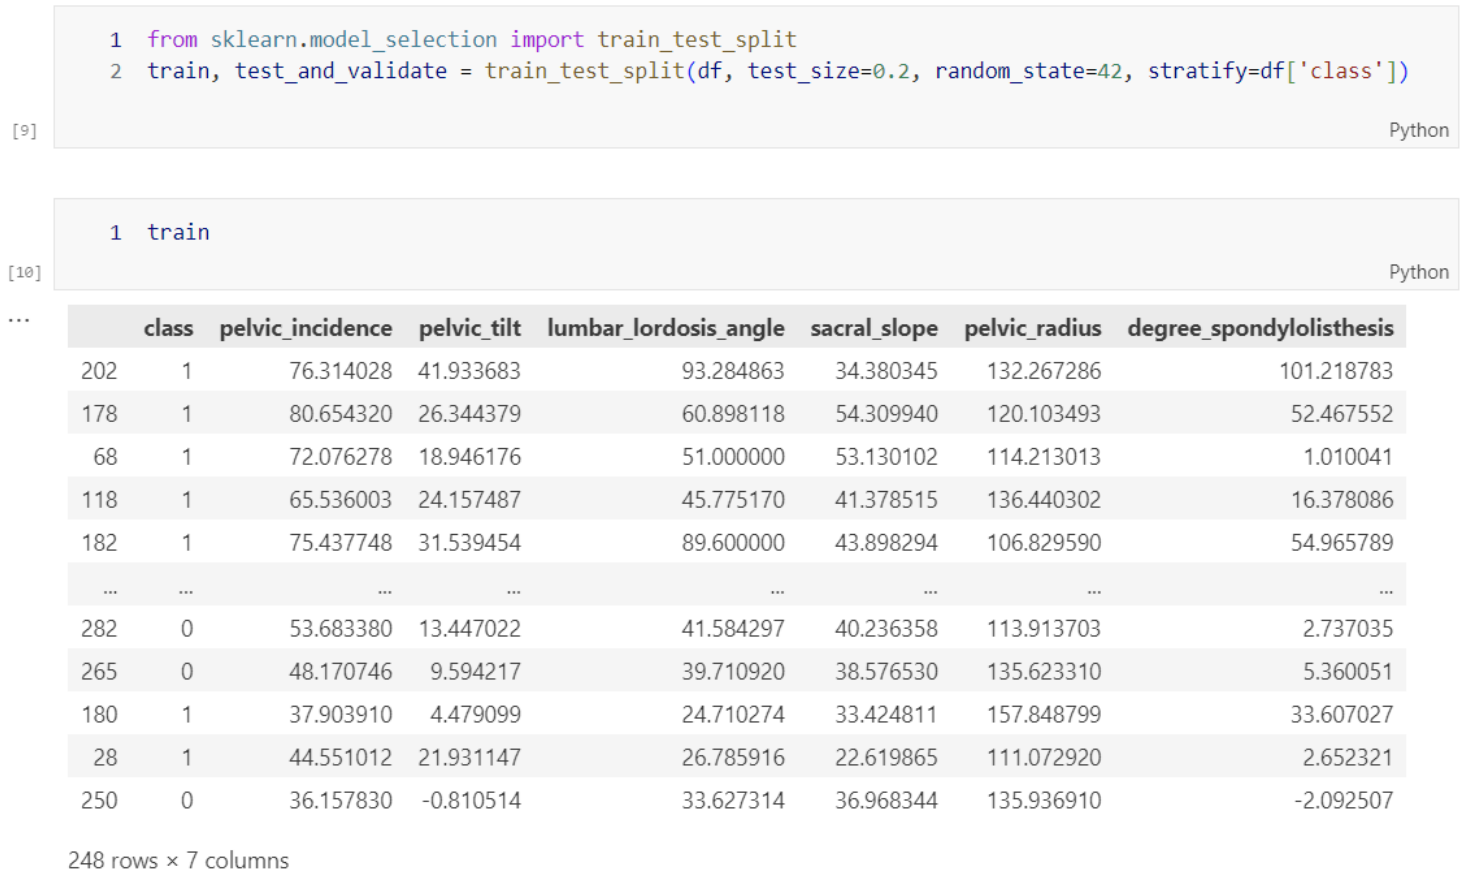 1 from sklearn.model_selection import train_test_split
2 train, test_and_validate = train_test_split(df, test_size=0.2, random_state=42, stratify=df['class'])
[9]
Python
1 train
[10]
Python
...
class pelvic_incidence pelvic_tilt lumbar_lordosis_angle sacral_slope pelvic_radius degree_spondylolisthesis
202 1 76.314028 41.933683 93.284863 34.380345 132.267286 101.218783
178 1 80.654320 26.344379 60.898118 54.309940 120.103493 52.467552
68 1 72.076278 18.946176 51.000000 53.130102 114.213013 1.010041
118 1 65.536003 24.157487 45.775170 41.378515 136.440302 16.378086
182 1 75.437748 31.539454 89.600000 43.898294 106.829590 54.965789
... ... ... ... ... ... ... ...
282 0 53.683380 13.447022 41.584297 40.236358 113.913703 2.737035
265 0 48.170746 9.594217 39.710920 38.576530 135.623310 5.360051
180 1 37.903910 4.479099 24.710274 33.424811 157.848799 33.607027
28 1 44.551012 21.931147 26.785916 22.619865 111.072920 2.652321
250 0 36.157830 -0.810514 33.627314 36.968344 135.936910 -2.092507
248 rows × 7 columns